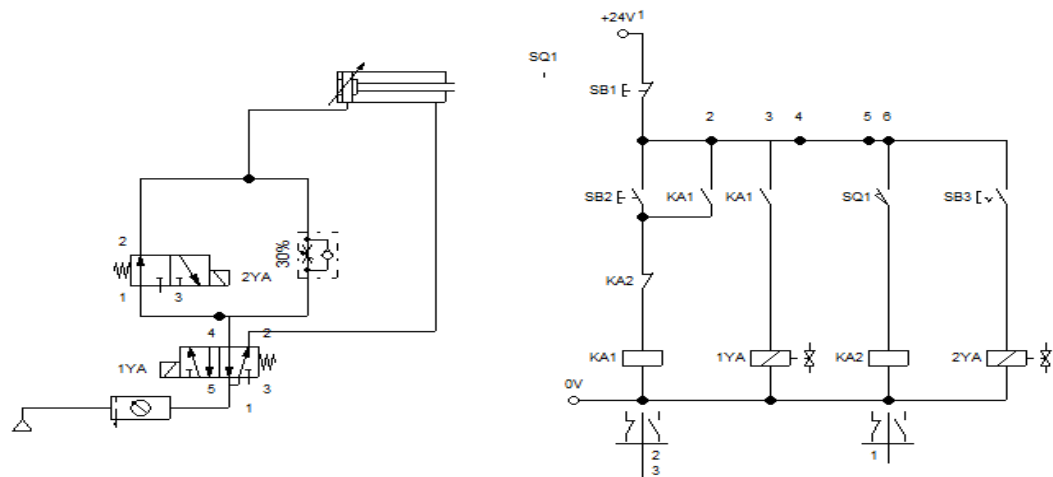 +24V 1
SQ1
SB1
2 3 4 5 6
SB2 KA1 KA1 SQ1 SB3
30%
2
2YA
1 3
KA2
4 2
1YA
KA1 1YA KA2 2YA
5 3
1
0V
2 1
3